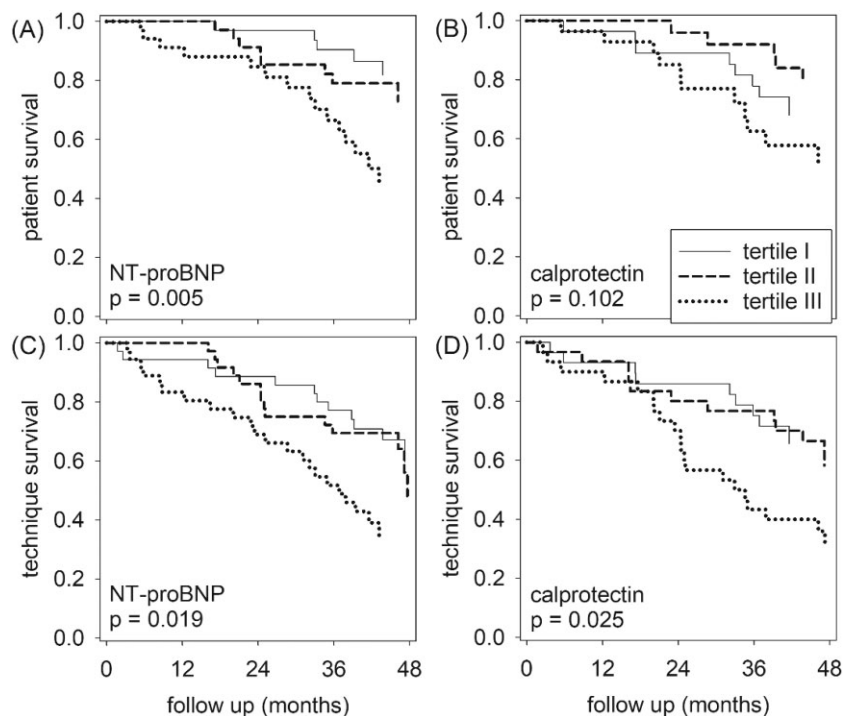 (A)
1.0
0.8
0.6
0.4
0.2
0.0
patient survival
NT-proBNP
p = 0.005
(B)
1.0
0.8
0.6
0.4
0.2
0.0
patient survival
calprotectin
p = 0.102
tertile I
tertile II
tertile III
(C)
1.0
0.8
0.6
0.4
0.2
0.0
technique survival
NT-proBNP
p = 0.019
0 12 24 36 48
follow up (months)
(D)
1.0
0.8
0.6
0.4
0.2
0.0
technique survival
calprotectin
p = 0.025
0 12 24 36 48
follow up (months)